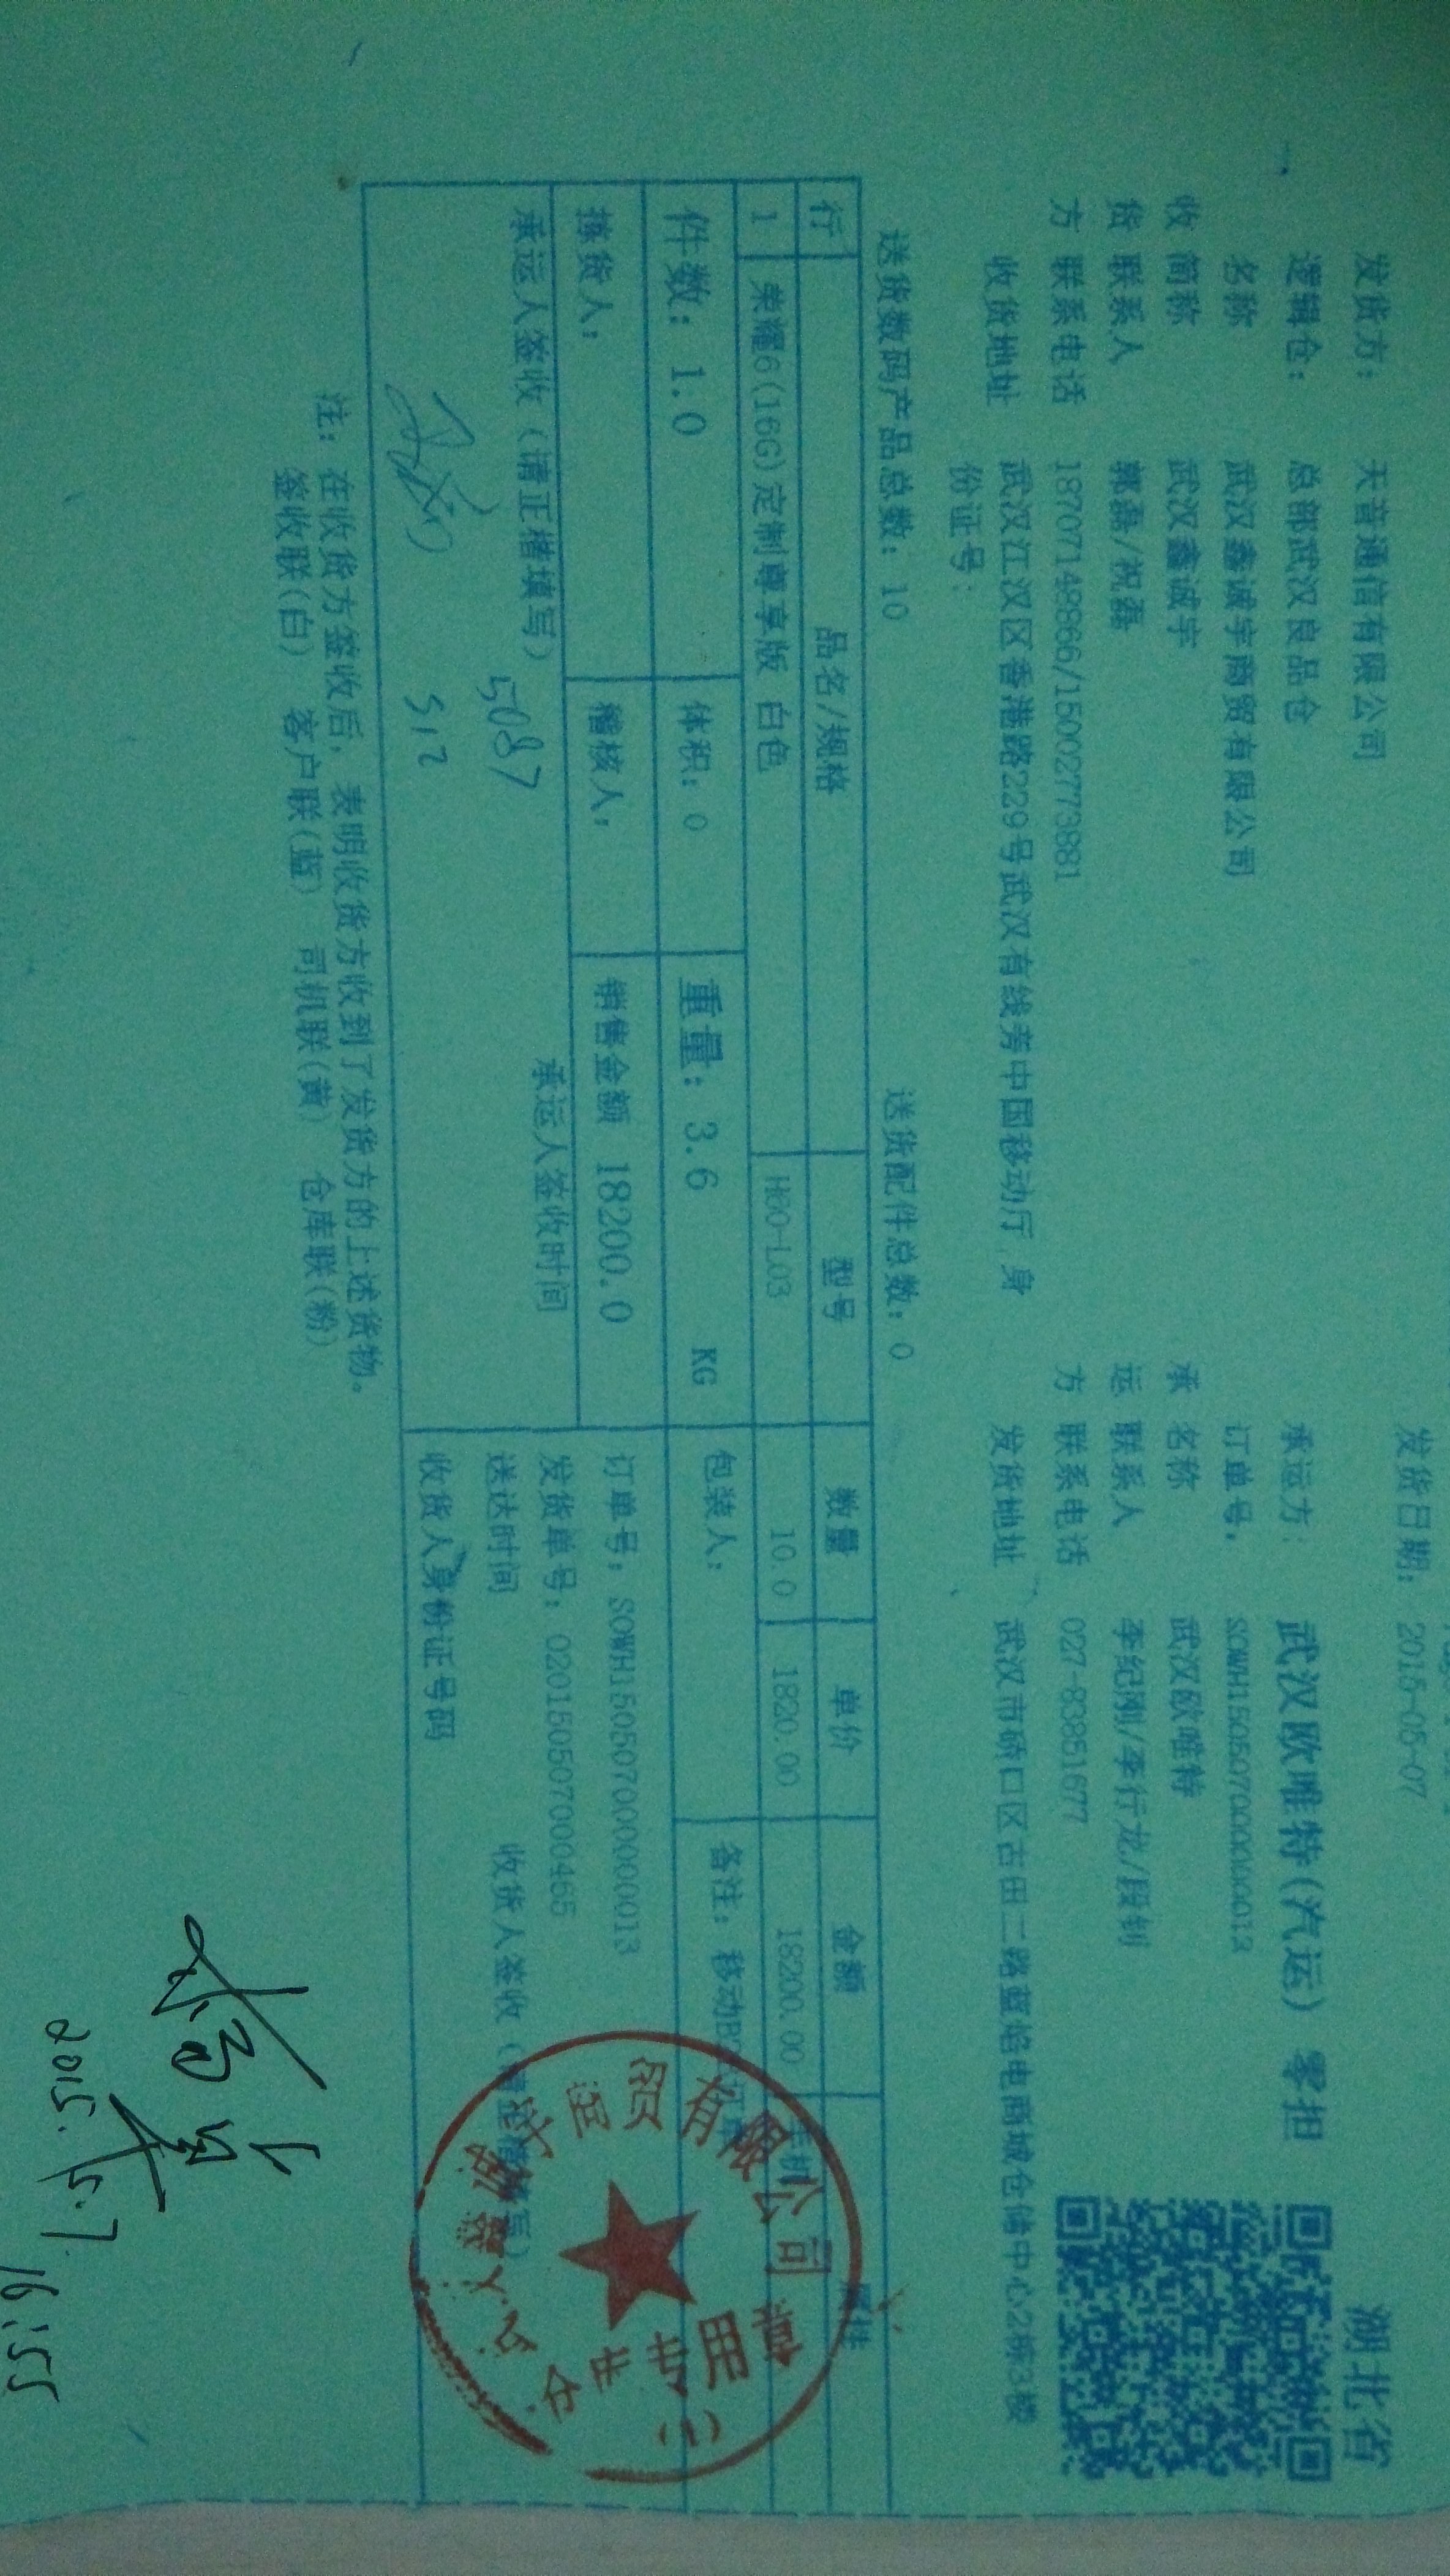 发货日期： 2015-05-07
发货方： 天音通信有限公司 湖北省
逻辑仓： 总部武汉良品仓 承运方： 武汉欧唯特(汽运) 零担
名称 武汉鑫诚宇商贸有限公司 订单号： SOWH1505070000000013
收 简称 武汉鑫诚宇 承 名称 武汉欧唯特
货 联系人 郭磊/祝磊 运 联系人 李纪刚/李行龙/段钊
方 联系电话 18707148866/15002773881 方 联系电话 027-83851677
收货地址 武汉江汉区香港路229号武汉有线旁中国移动厅,身 发货地址 武汉市硚口区古田二路蓝焰电商城仓储中心2栋3楼
份证号：
送货数码产品总数： 10 送货配件总数： 0
行 品名/规格 型号 数量 单价 金额
1 荣耀6(16G)定制尊享版 白色 H60-L03 10.0 1820.00 18200.00
件数： 1.0 体积： 0 重量： 3.6 KG 包装人： 备注： 移动
拣货人： 稽核人： 销售金额 18200.0 订单号： SOWH1505070000000013
承运人签收（请正楷填写） 承运人签收时间 发货单号： 0201505070004​65
5087
送达时间 收货人签收
512
收货人身份证号码
注： 在收货方签收后，表明收货方收到了发货方的上述货物。
签收联(白) 客户联(蓝) 司机联(黄) 仓库联(粉)
鑫诚宇商贸有限公司
专用章
(1)
2015.5.7
16:55